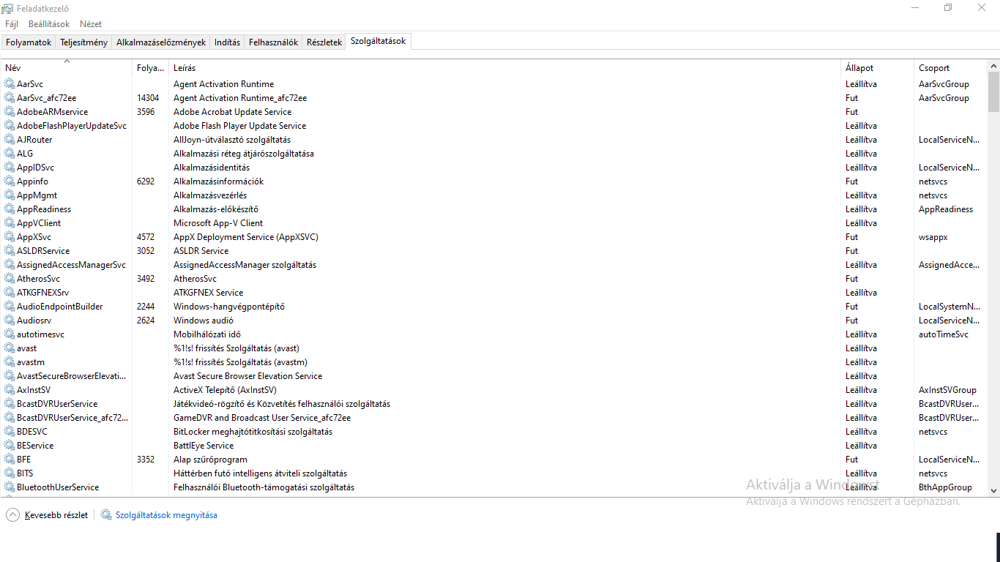 Feladatkezelő
Fájl Beállítások Nézet
Folyamatok Teljesítmény Alkalmazáselőzmények Indítás Felhasználók Részletek Szolgáltatások
Név Folya... Leírás Állapot Csoport
AarSvc Agent Activation Runtime Leállítva AarSvcGroup
AarSvc_afc72ee 14304 Agent Activation Runtime_afc72ee Fut AarSvcGroup
AdobeARMservice 3596 Adobe Acrobat Update Service Fut
AdobeFlashPlayerUpdateSvc Adobe Flash Player Update Service Leállítva
AJRouter AllJoyn-útválasztó szolgáltatás Leállítva LocalServiceN...
ALG Alkalmazási réteg átjárószolgáltatása Leállítva
AppIDSvc Alkalmazásidentitás Leállítva LocalServiceN...
Appinfo 6292 Alkalmazásinformációk Fut netsvcs
AppMgmt Alkalmazásvezérlés Leállítva netsvcs
AppReadiness Alkalmazás-előkészítő Leállítva AppReadiness
AppVClient Microsoft App-V Client Leállítva
AppXSvc 4572 AppX Deployment Service (AppXSVC) Fut wsappx
ASLDRService 3052 ASLDR Service Fut
AssignedAccessManagerSvc AssignedAccessManager szolgáltatás Leállítva AssignedAcce...
AtherosSvc 3492 AtherosSvc Fut
ATKGFNEXSrv ATKGFNEX Service Leállítva
AudioEndpointBuilder 2244 Windows-hangvégpontépítő Fut LocalSystemN...
Audiosrv 2624 Windows audió Fut LocalServiceN...
autotimesvc Mobilhálózati idő Leállítva autoTimeSvc
avast %1!s! frissítés Szolgáltatás (avast) Leállítva
avastm %1!s! frissítés Szolgáltatás (avastm) Leállítva
AvastSecureBrowserElevati... Avast Secure Browser Elevation Service Leállítva
AxInstSV ActiveX Telepítő (AxInstSV) Leállítva AxInstSVGroup
BcastDVRUserService Játékvideó-rögzítő és Közvetítés felhasználói szolgáltatás Leállítva BcastDVRUser...
BcastDVRUserService_afc72... GameDVR and Broadcast User Service_afc72ee Leállítva BcastDVRUser...
BDESVC BitLocker meghajtótitkosítási szolgáltatás Leállítva netsvcs
BEService BattlEye Service Leállítva
BFE 3352 Alap szűrőprogram Fut LocalServiceN...
BITS Háttérben futó intelligens átviteli szolgáltatás Leállítva netsvcs
BluetoothUserService Felhasználói Bluetooth-támogatási szolgáltatás Leállítva BthAppGroup
Aktiválja a Windowst
Aktiválja a Windows rendszert a Gépházban.
Kevesebb részlet Szolgáltatások megnyitása